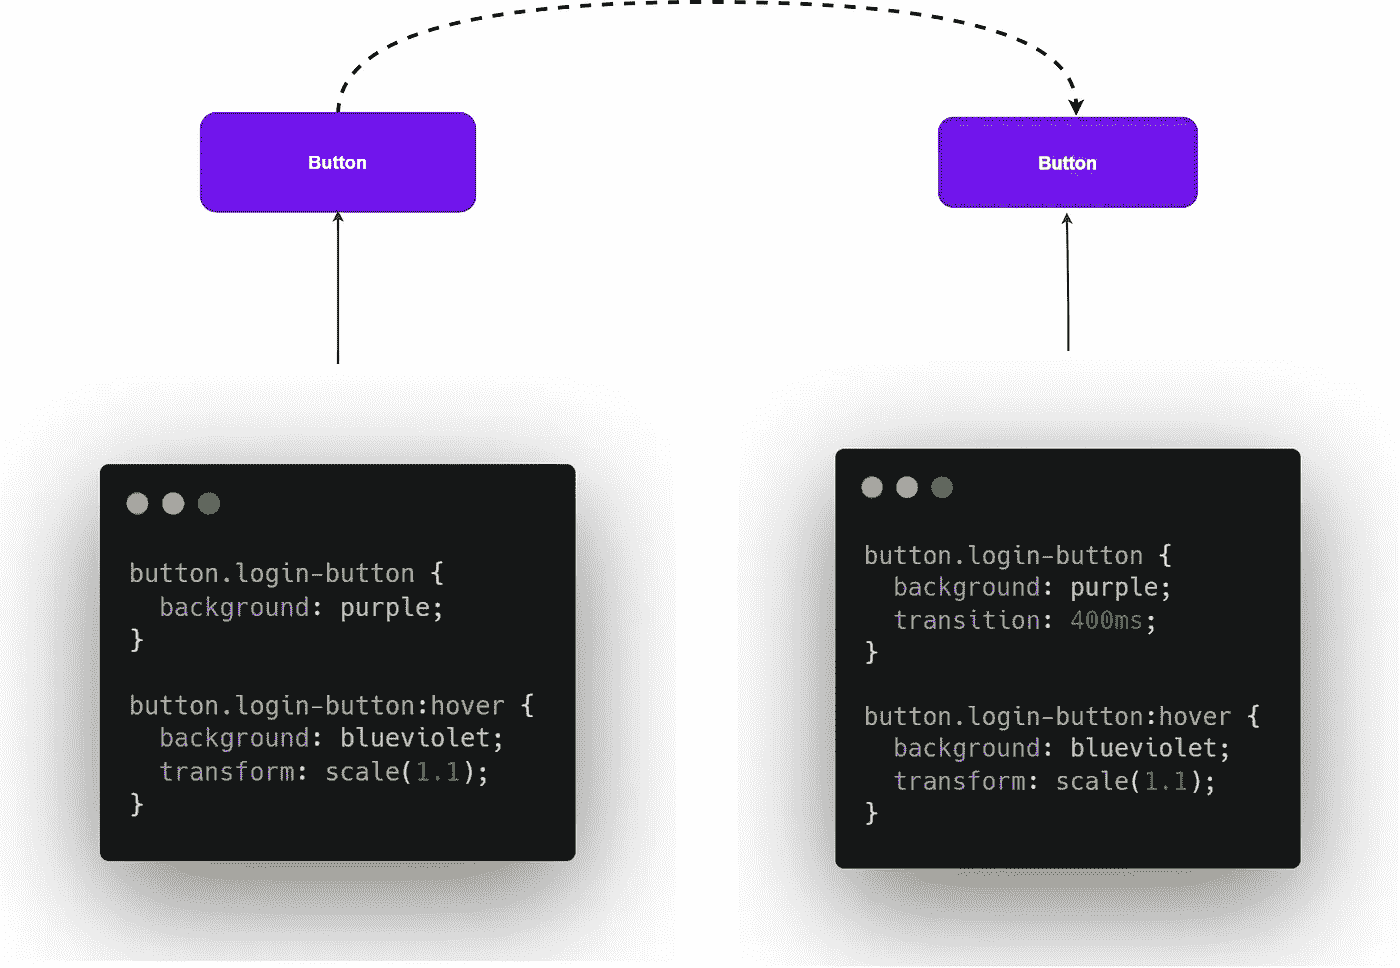 Button
Button
button.login-button {
  background: purple;
}
button.login-button:hover {
  background: blueviolet;
  transform: scale(1.1);
}
button.login-button {
  background: purple;
  transition: 400ms;
}
button.login-button:hover {
  background: blueviolet;
  transform: scale(1.1);
}